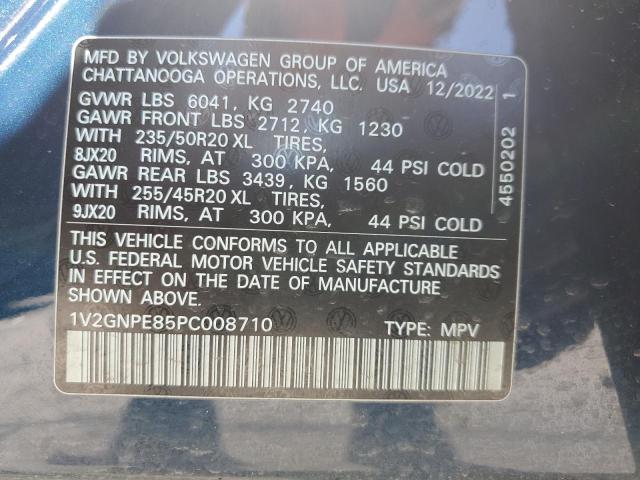 MFD BY VOLKSWAGEN GROUP OF AMERICA
CHATTANOOGA OPERATIONS, LLC. USA 12/2022
GVWR LBS 6041, KG 2740
GAWR FRONT LBS 2712, KG 1230
WITH 235/50R20 XL TIRES,
8JX20 RIMS, AT 300 KPA, 44 PSI COLD
GAWR REAR LBS 3439, KG 1560
WITH 255/45R20 XL TIRES,
9JX20 RIMS, AT 300 KPA, 44 PSI COLD
THIS VEHICLE CONFORMS TO ALL APPLICABLE
U.S. FEDERAL MOTOR VEHICLE SAFETY STANDARDS
IN EFFECT ON THE DATE OF MANUFACTURE
SHOWN ABOVE.
1V2GNPE85PC008710 TYPE: MPV
4550202 1